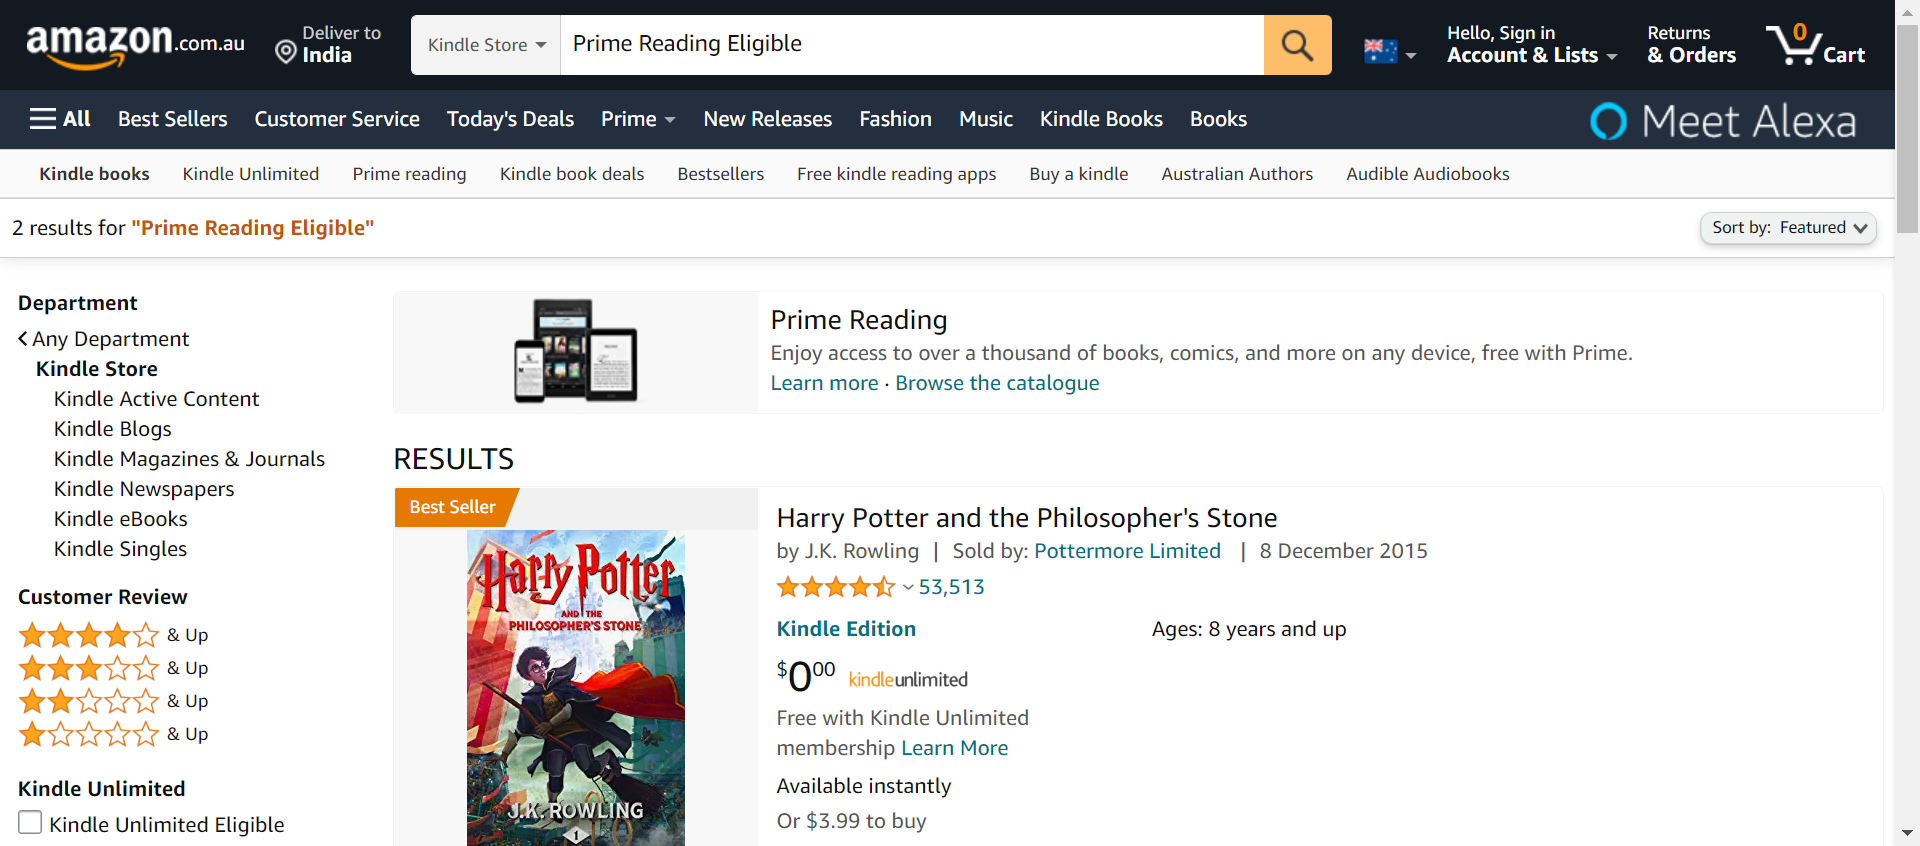 amazon.com.au
Deliver to
India
Kindle Store
Prime Reading Eligible
Hello, Sign in
Account & Lists
Returns
& Orders
0
Cart
All
Best Sellers
Customer Service
Today's Deals
Prime
New Releases
Fashion
Music
Kindle Books
Books
Meet Alexa
Kindle books
Kindle Unlimited
Prime reading
Kindle book deals
Bestsellers
Free kindle reading apps
Buy a kindle
Australian Authors
Audible Audiobooks
2 results for "Prime Reading Eligible"
Sort by: Featured
Department
Any Department
Kindle Store
Kindle Active Content
Kindle Blogs
Kindle Magazines & Journals
Kindle Newspapers
Kindle eBooks
Kindle Singles
Customer Review
& Up
& Up
& Up
& Up
Kindle Unlimited
Kindle Unlimited Eligible
Prime Reading
Enjoy access to over a thousand of books, comics, and more on any device, free with Prime.
Learn more · Browse the catalogue
RESULTS
Best Seller
Harry Potter
AND THE
PHILOSOPHER'S STONE
J.K. ROWLING
1
Harry Potter and the Philosopher's Stone
by J.K. Rowling | Sold by: Pottermore Limited | 8 December 2015
53,513
Kindle Edition
Ages: 8 years and up
$000 kindleunlimited
Free with Kindle Unlimited
membership Learn More
Available instantly
Or $3.99 to buy